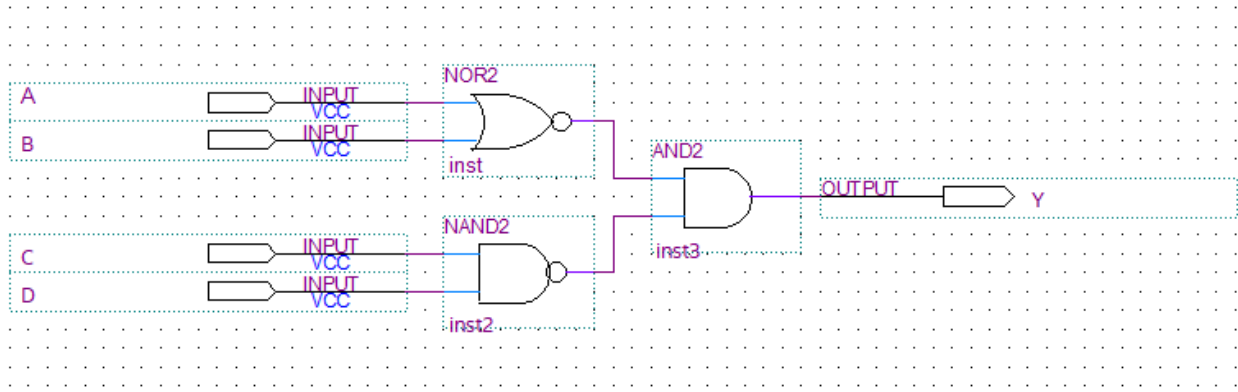 A
INPUT
VCC
B
INPUT
VCC
NOR2
inst
C
INPUT
VCC
D
INPUT
VCC
NAND2
inst2
AND2
inst3
OUTPUT
Y